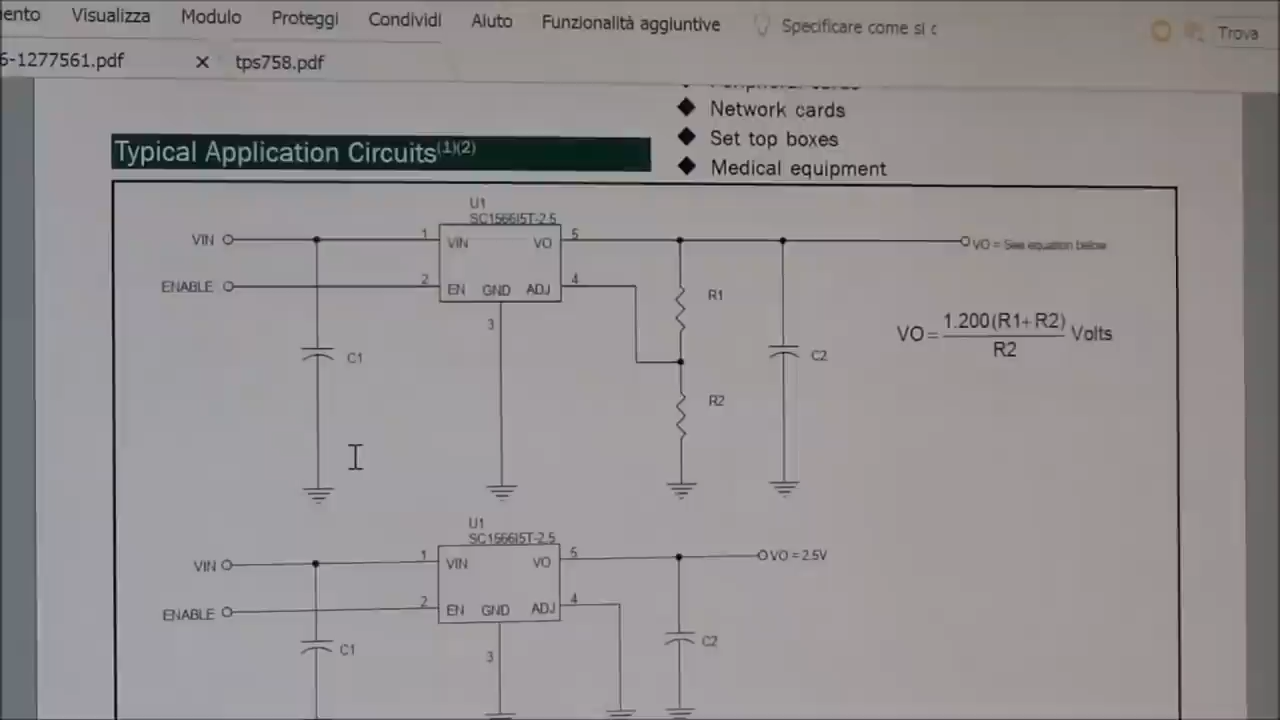 Visualizza Modulo Proteggi Condividi Aiuto Funzionalità aggiuntive Specificare come si Trova
6-1277561.pdf × tps758.pdf
Network cards
Set top boxes
Medical equipment
Typical Application Circuits(1)(2)
U1
SC1566I5T-2.5
VIN 1 VIN VO 5 VO = See equation below
ENABLE 2 EN GND ADJ 4 R1
3
VO = 1.200(R1+R2) Volts
R2
C1 C2
R2
U1
SC1566I5T-2.5
VIN 1 VIN VO 5 VO = 2.5V
ENABLE 2 EN GND ADJ 4
C1 3 C2